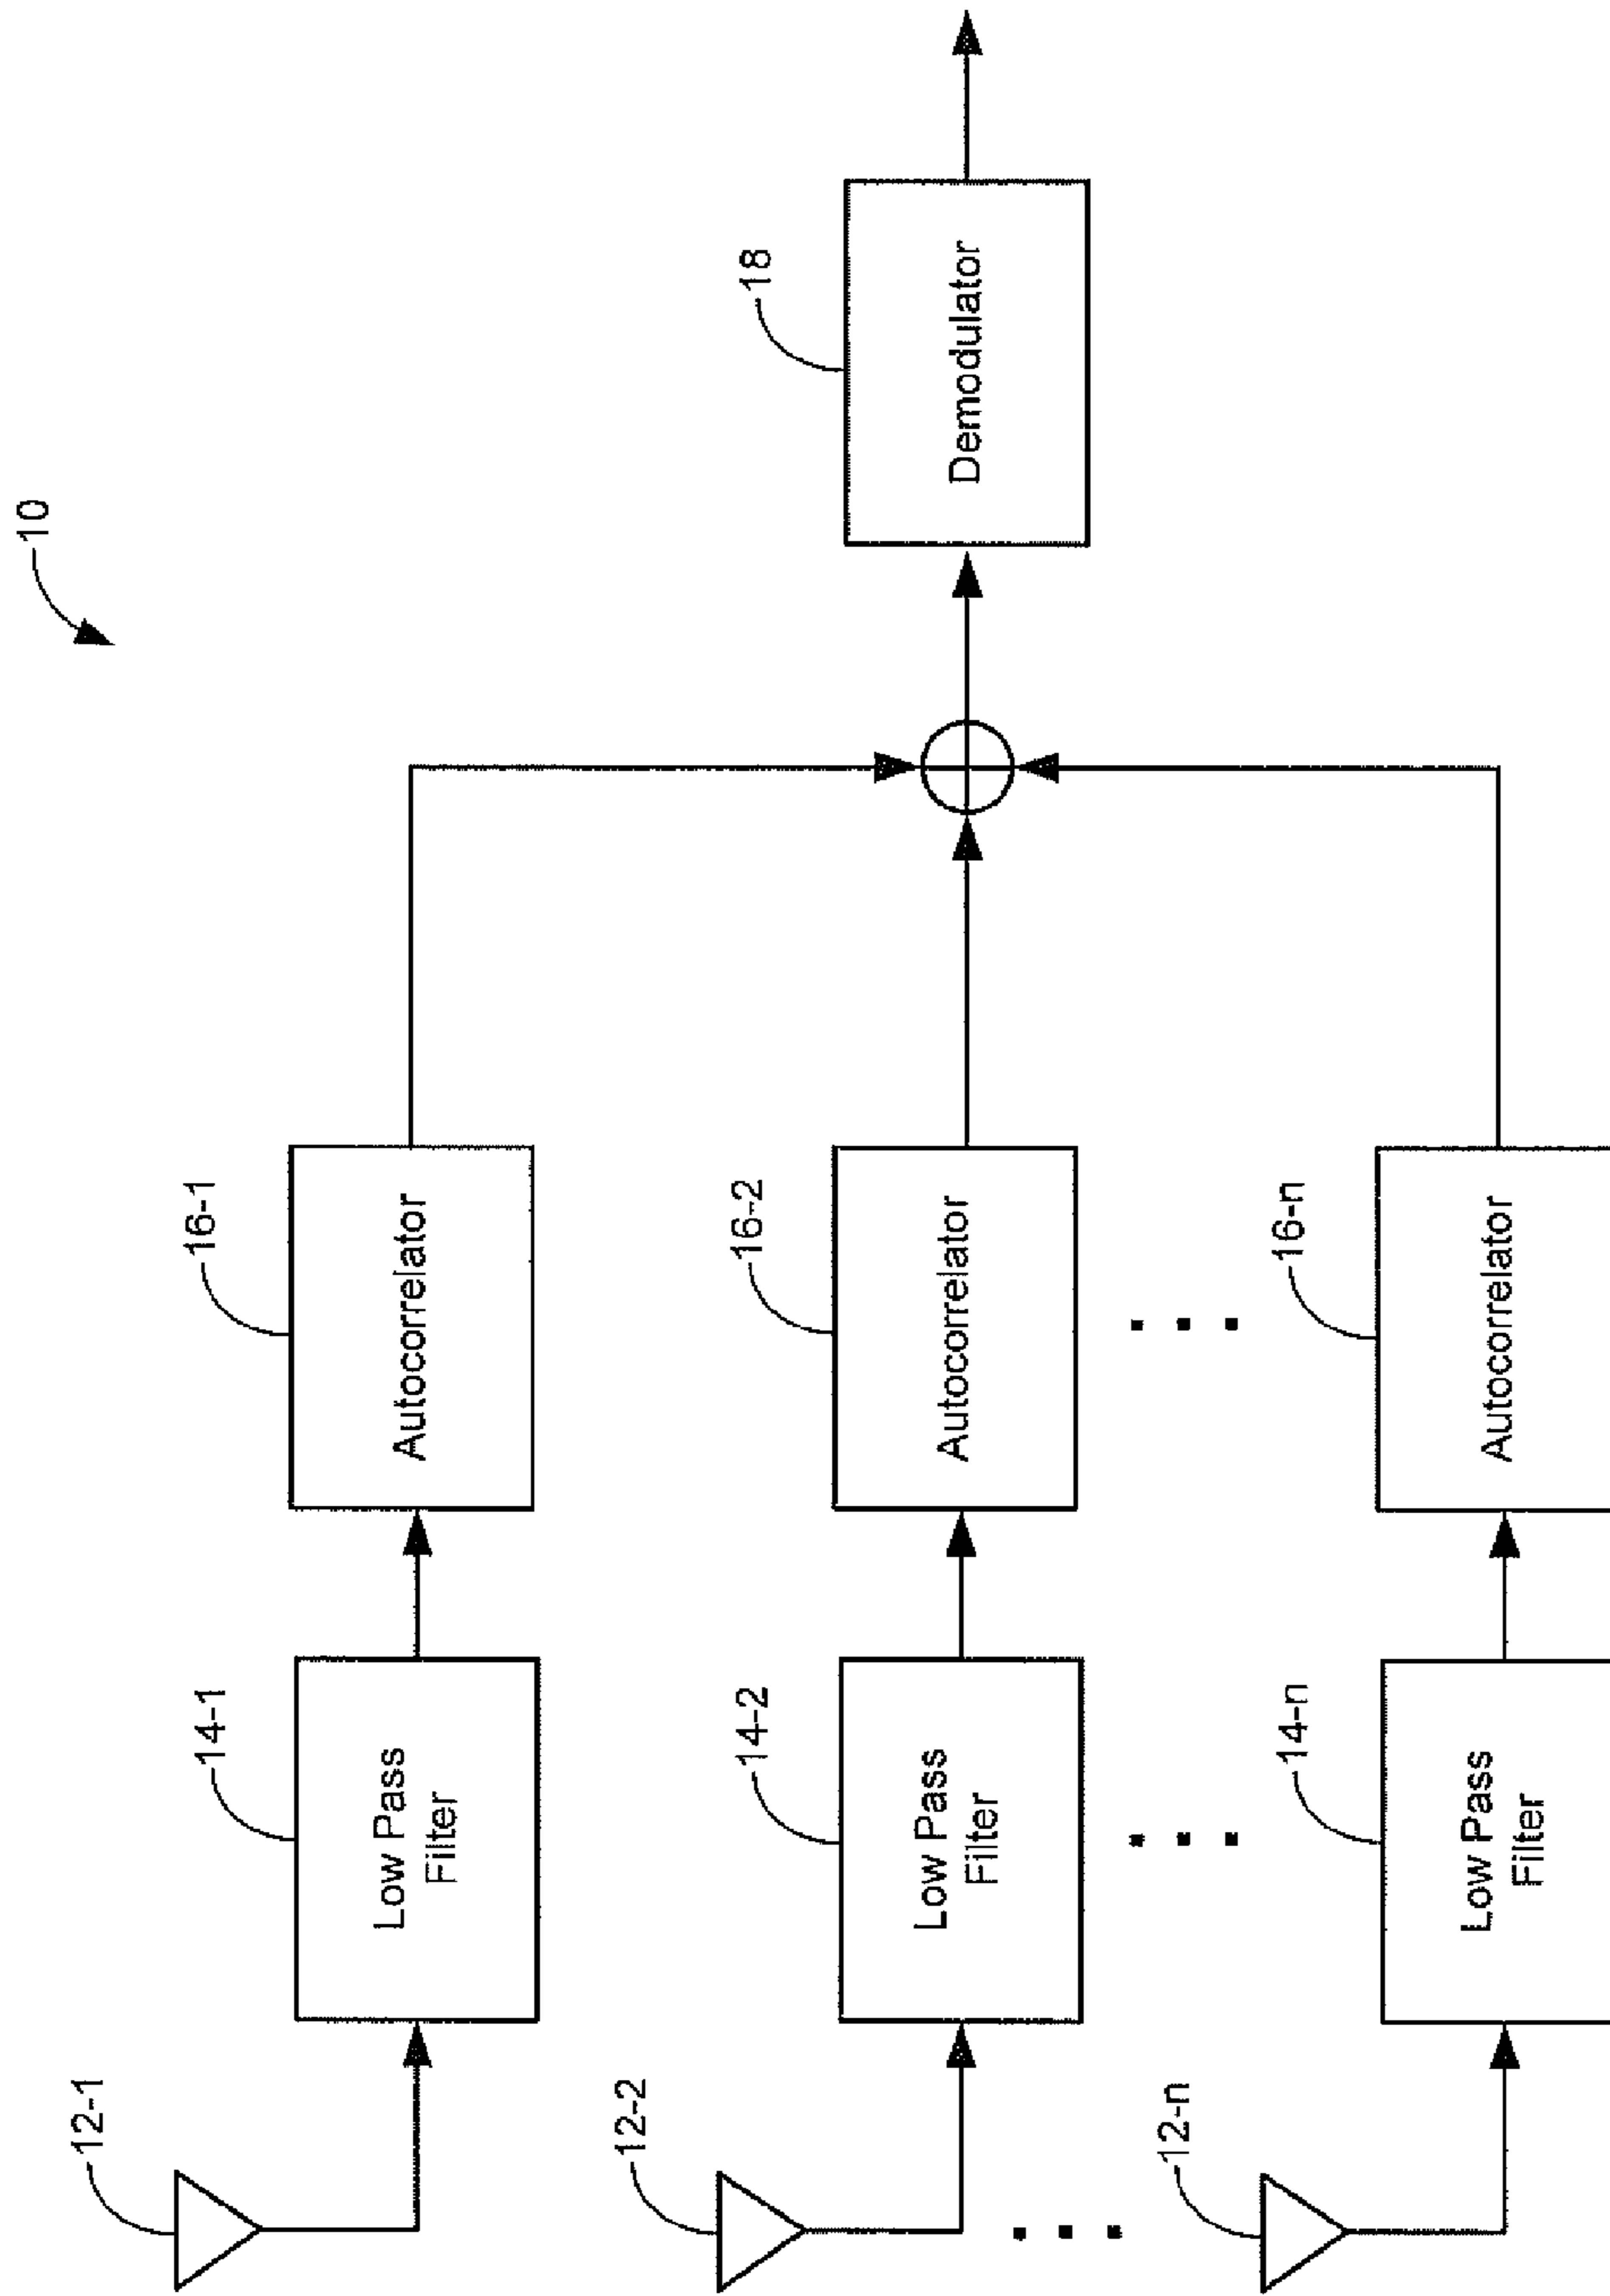 10
12-1
14-1
Low Pass
Filter
16-1
Autocorrelator
12-2
14-2
Low Pass
Filter
16-2
Autocorrelator
18
Demodulator
12-n
14-n
Low Pass
Filter
16-n
Autocorrelator